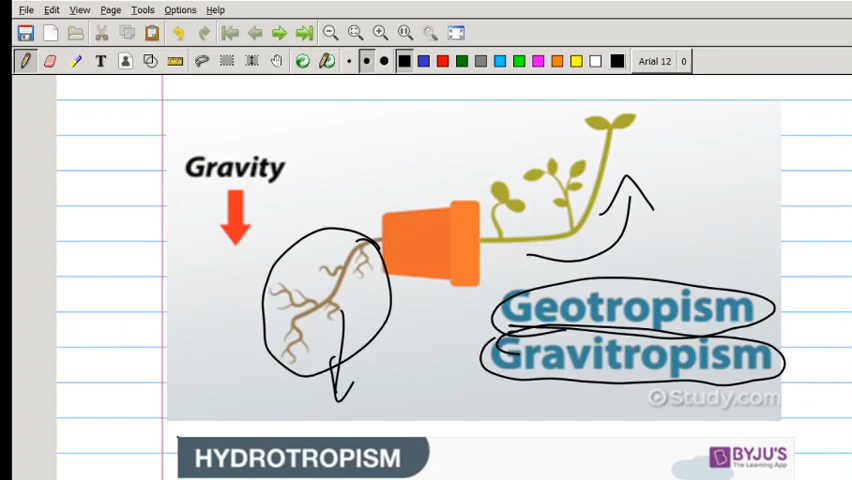 File Edit View Page Tools Options Help
Arial 12 0
Gravity
Geotropism
Gravitropism
Study.com
HYDROTROPISM
BYJU'S
The Learning App